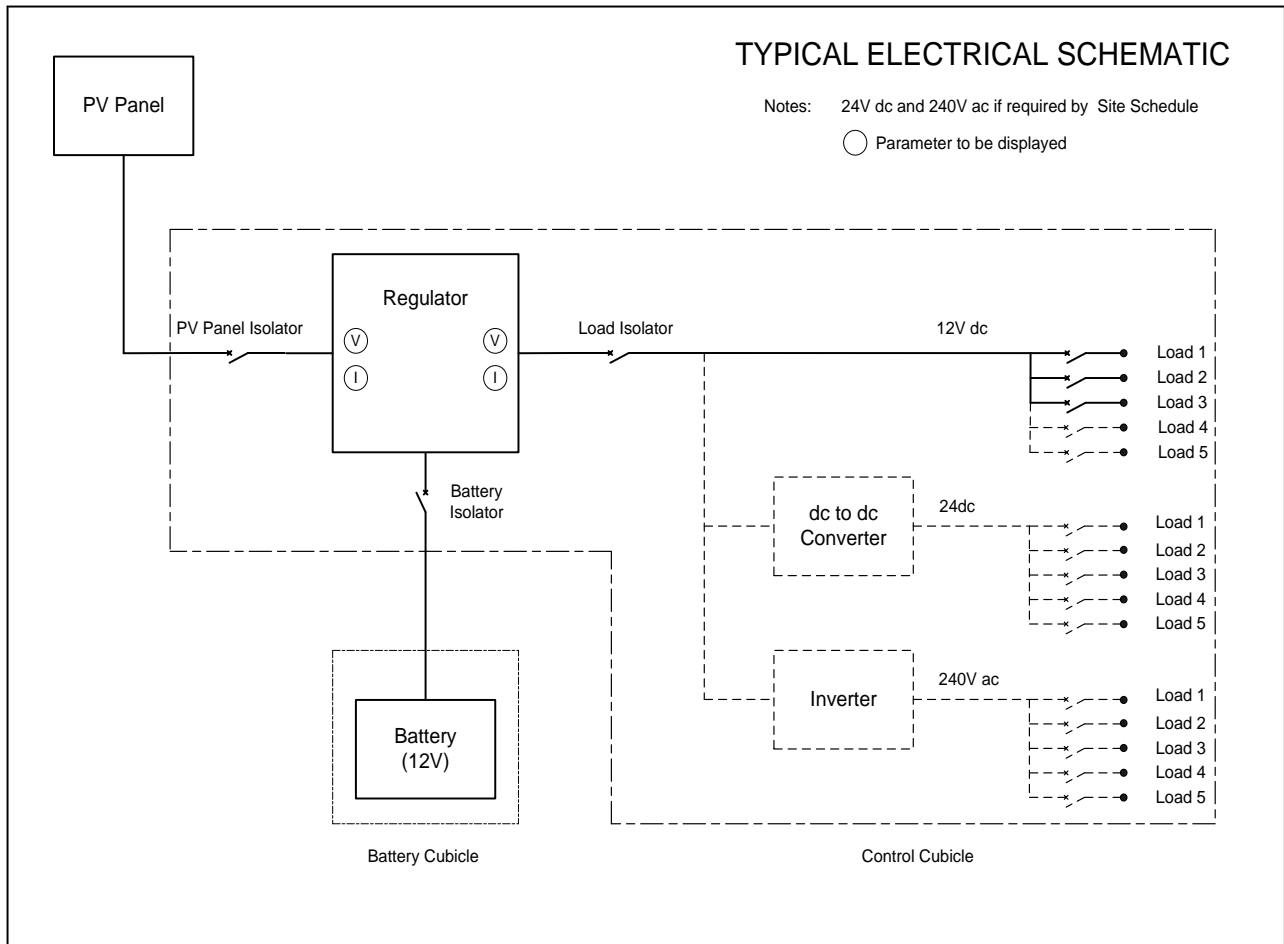 TYPICAL ELECTRICAL SCHEMATIC
PV Panel
Notes: 24V dc and 240V ac if required by Site Schedule
Parameter to be displayed
Regulator
PV Panel Isolator
V
V
Load Isolator
12V dc
I
I
Load 1
Load 2
Load 3
Load 4
Load 5
Battery
Isolator
dc to dc
Converter
24dc
Load 1
Load 2
Load 3
Load 4
Load 5
Inverter
240V ac
Load 1
Load 2
Load 3
Load 4
Load 5
Battery
(12V)
Battery Cubicle
Control Cubicle